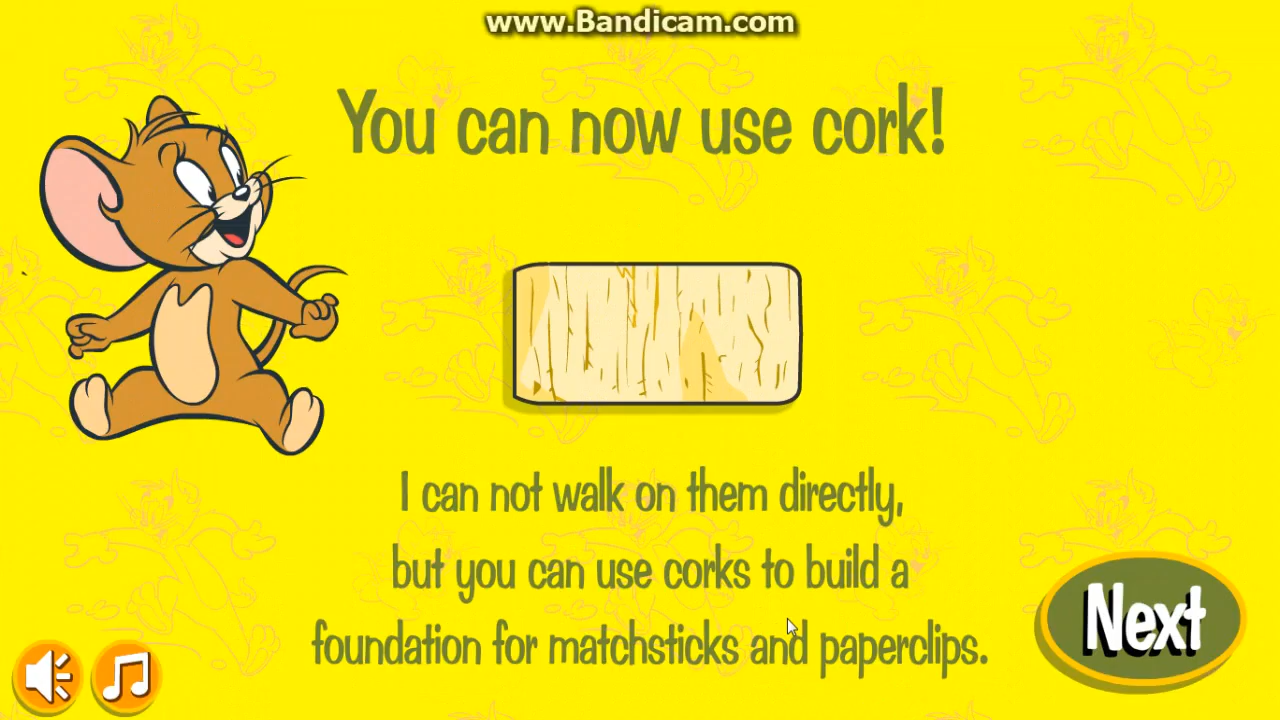 www.Bandicam.com
You can now use cork!
I can not walk on them directly,
but you can use corks to build a
foundation for matchsticks and paperclips.
Next